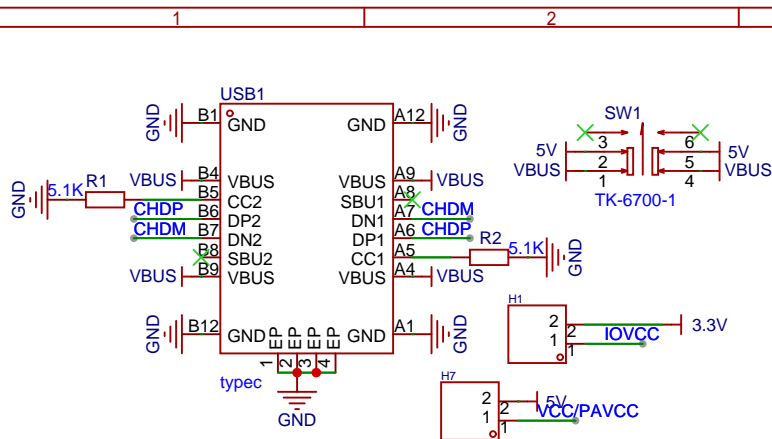 1 2
USB1
GND B1 GND GND A12 GND
SW1
3 6
5V 5V
VBUS 2 5 VBUS
1 4
TK-6700-1
VBUS B4 VBUS VBUS A9 VBUS
GND 5.1K R1 B5 CC2 SBU1 A8
CHDP B6 DP2 DN1 A7 CHDM
CHDM B7 DN2 DP1 A6 CHDP
B8 SBU2 CC1 A5 R2 5.1K GND
VBUS B9 VBUS VBUS A4 VBUS
GND B12 GND GND A1 GND
EP EP EP EP
1 2 3 4
typec
GND
H1
2 2 3.3V
1 1 IOVCC
H7
2 2 5V
1 1 VCC/PAVCC